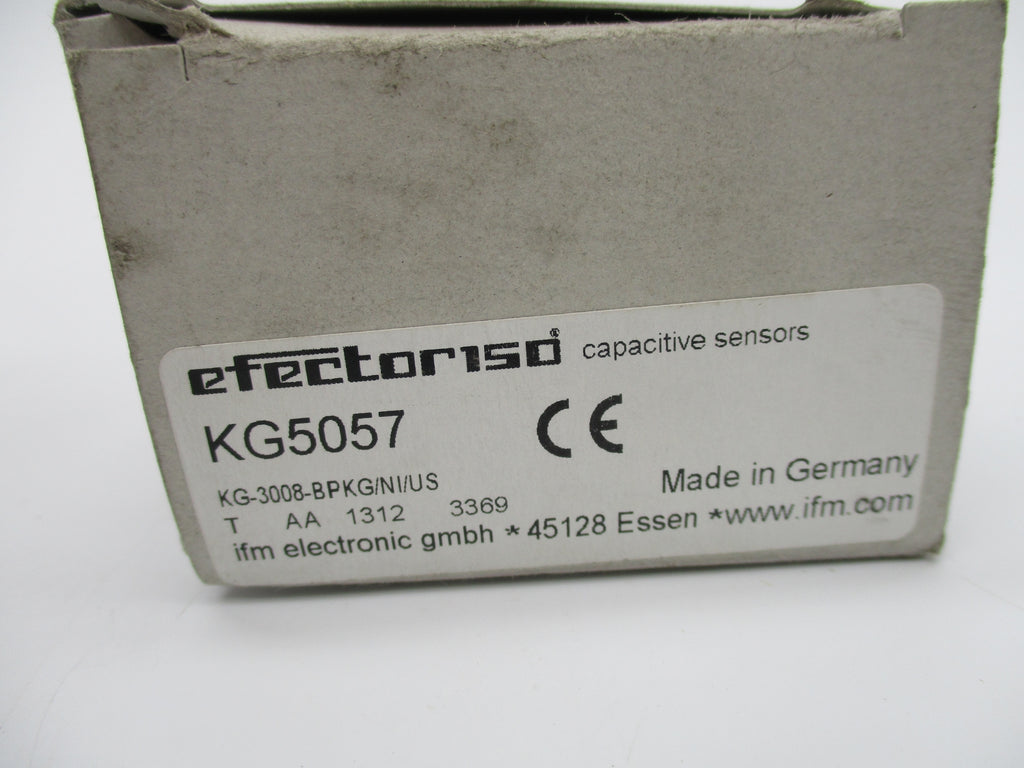 efector150® capacitive sensors
KG5057 CE
KG-3008-BPKG/NI/US
Made in Germany
T AA 1312 3369
ifm electronic gmbh * 45128 Essen *www.ifm.com